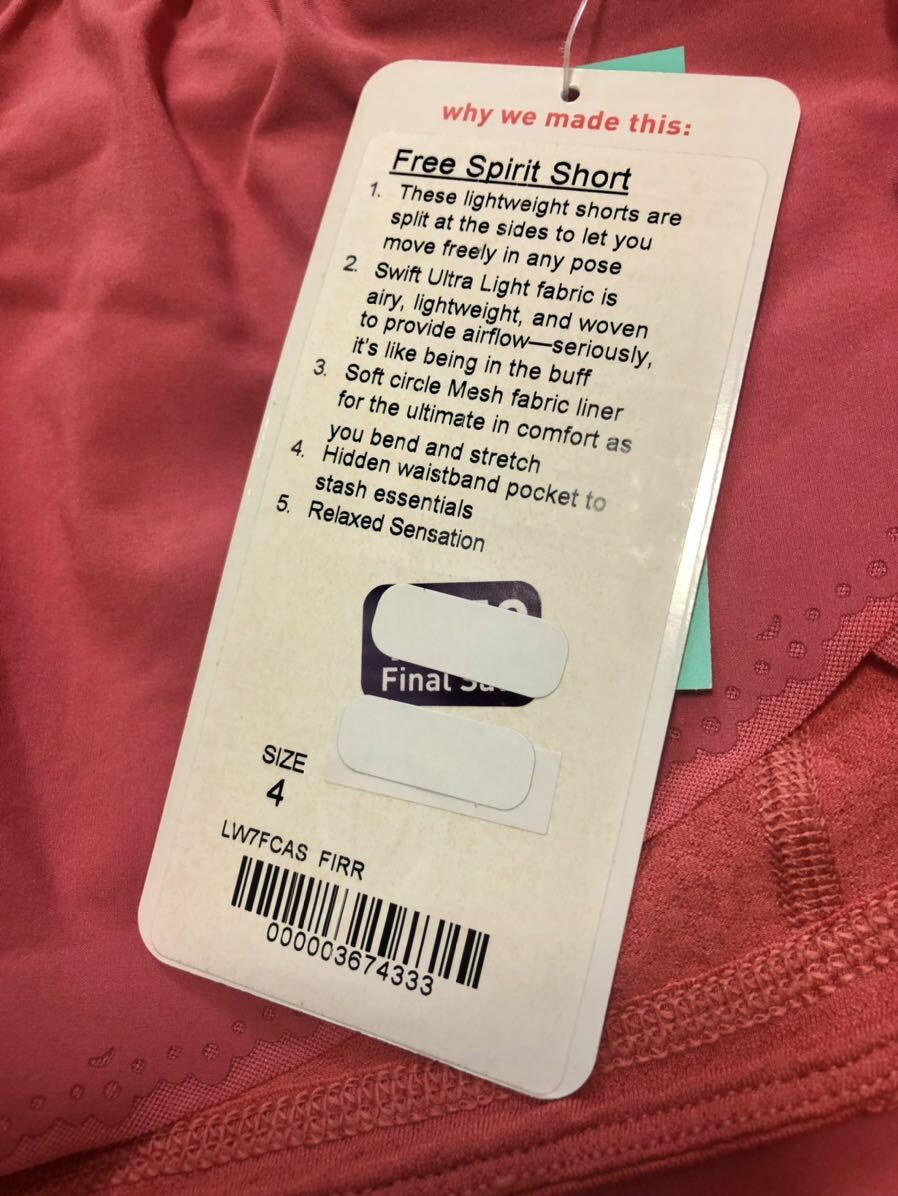 why we made this:
Free Spirit Short
1. These lightweight shorts are
split at the sides to let you
move freely in any pose
2. Swift Ultra Light fabric is
airy, lightweight, and woven
to provide airflow—seriously,
it's like being in the buff
3. Soft circle Mesh fabric liner
for the ultimate in comfort as
you bend and stretch
4. Hidden waistband pocket to
stash essentials
5. Relaxed Sensation
Final
SIZE
4
LW7FCAS FIRR
000003674333